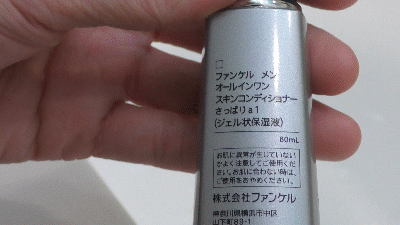 ファンケル メン
オールインワン
スキンコンディショナー
さっぱりa1
(ジェル状保湿液)
60mL
お肌に異常が生じていない
かよく注意してご使用くだ
さい。お肌に合わない時は、
ご使用をおやめください。
株式会社ファンケル
神奈川県横浜市中区
山下町89-1